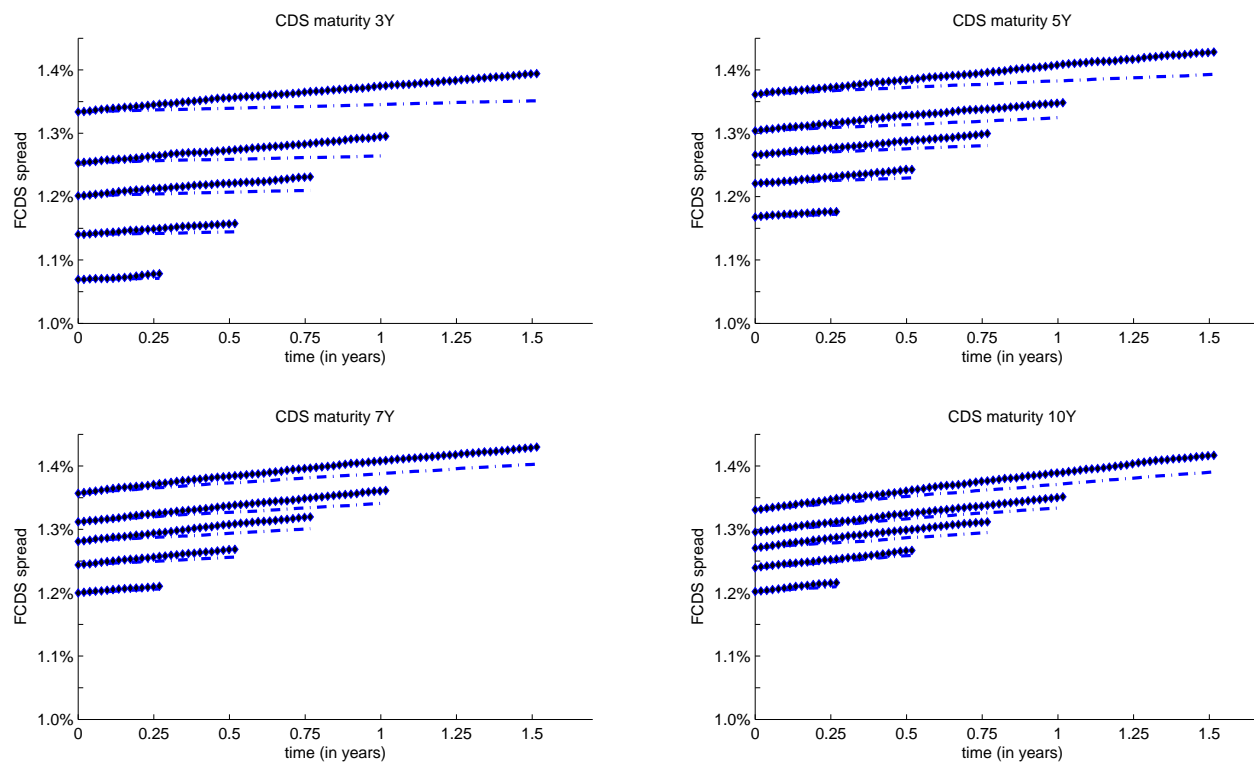 CDS maturity 3Y
1.4%
1.3%
1.2%
1.1%
1.0%
FCDS spread
0 0.25 0.5 0.75 1 1.25 1.5
time (in years)
CDS maturity 5Y
1.4%
1.3%
1.2%
1.1%
1.0%
FCDS spread
0 0.25 0.5 0.75 1 1.25 1.5
time (in years)
CDS maturity 7Y
1.4%
1.3%
1.2%
1.1%
1.0%
FCDS spread
0 0.25 0.5 0.75 1 1.25 1.5
time (in years)
CDS maturity 10Y
1.4%
1.3%
1.2%
1.1%
1.0%
FCDS spread
0 0.25 0.5 0.75 1 1.25 1.5
time (in years)